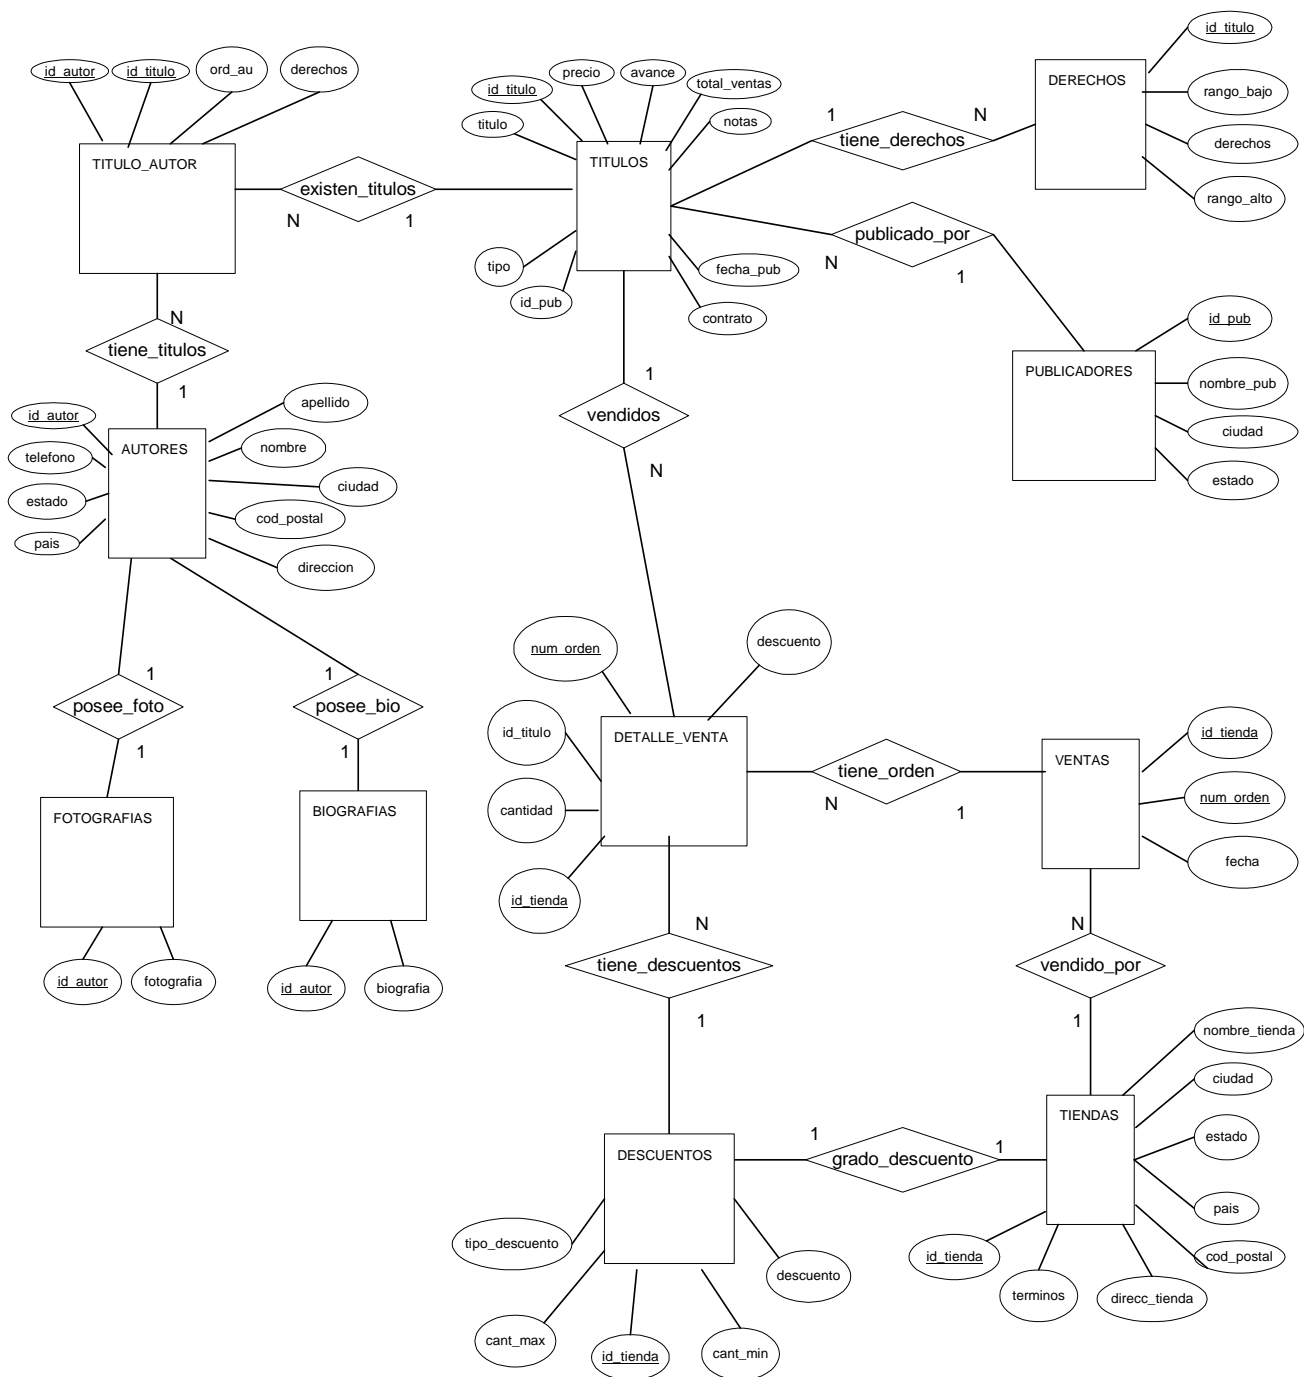 id_autor
id_titulo
ord_au
derechos
TITULO_AUTOR
existen_titulos
N
1
precio
avance
total_ventas
id_titulo
titulo
notas
TITULOS
tipo
id_pub
fecha_pub
contrato
1
N
tiene_derechos
DERECHOS
id_titulo
rango_bajo
derechos
rango_alto
publicado_por
N
1
PUBLICADORES
id_pub
nombre_pub
ciudad
estado
N
tiene_titulos
1
AUTORES
id_autor
telefono
estado
pais
apellido
nombre
ciudad
cod_postal
direccion
1
vendidos
N
1
posee_foto
1
1
posee_bio
1
FOTOGRAFIAS
id_autor
fotografia
BIOGRAFIAS
id_autor
biografia
num_orden
descuento
id_titulo
cantidad
id_tienda
DETALLE_VENTA
tiene_orden
N
1
VENTAS
id_tienda
num_orden
fecha
N
tiene_descuentos
1
N
vendido_por
1
DESCUENTOS
tipo_descuento
cant_max
id_tienda
cant_min
descuento
1
grado_descuento
1
TIENDAS
nombre_tienda
ciudad
estado
pais
cod_postal
id_tienda
terminos
direcc_tienda